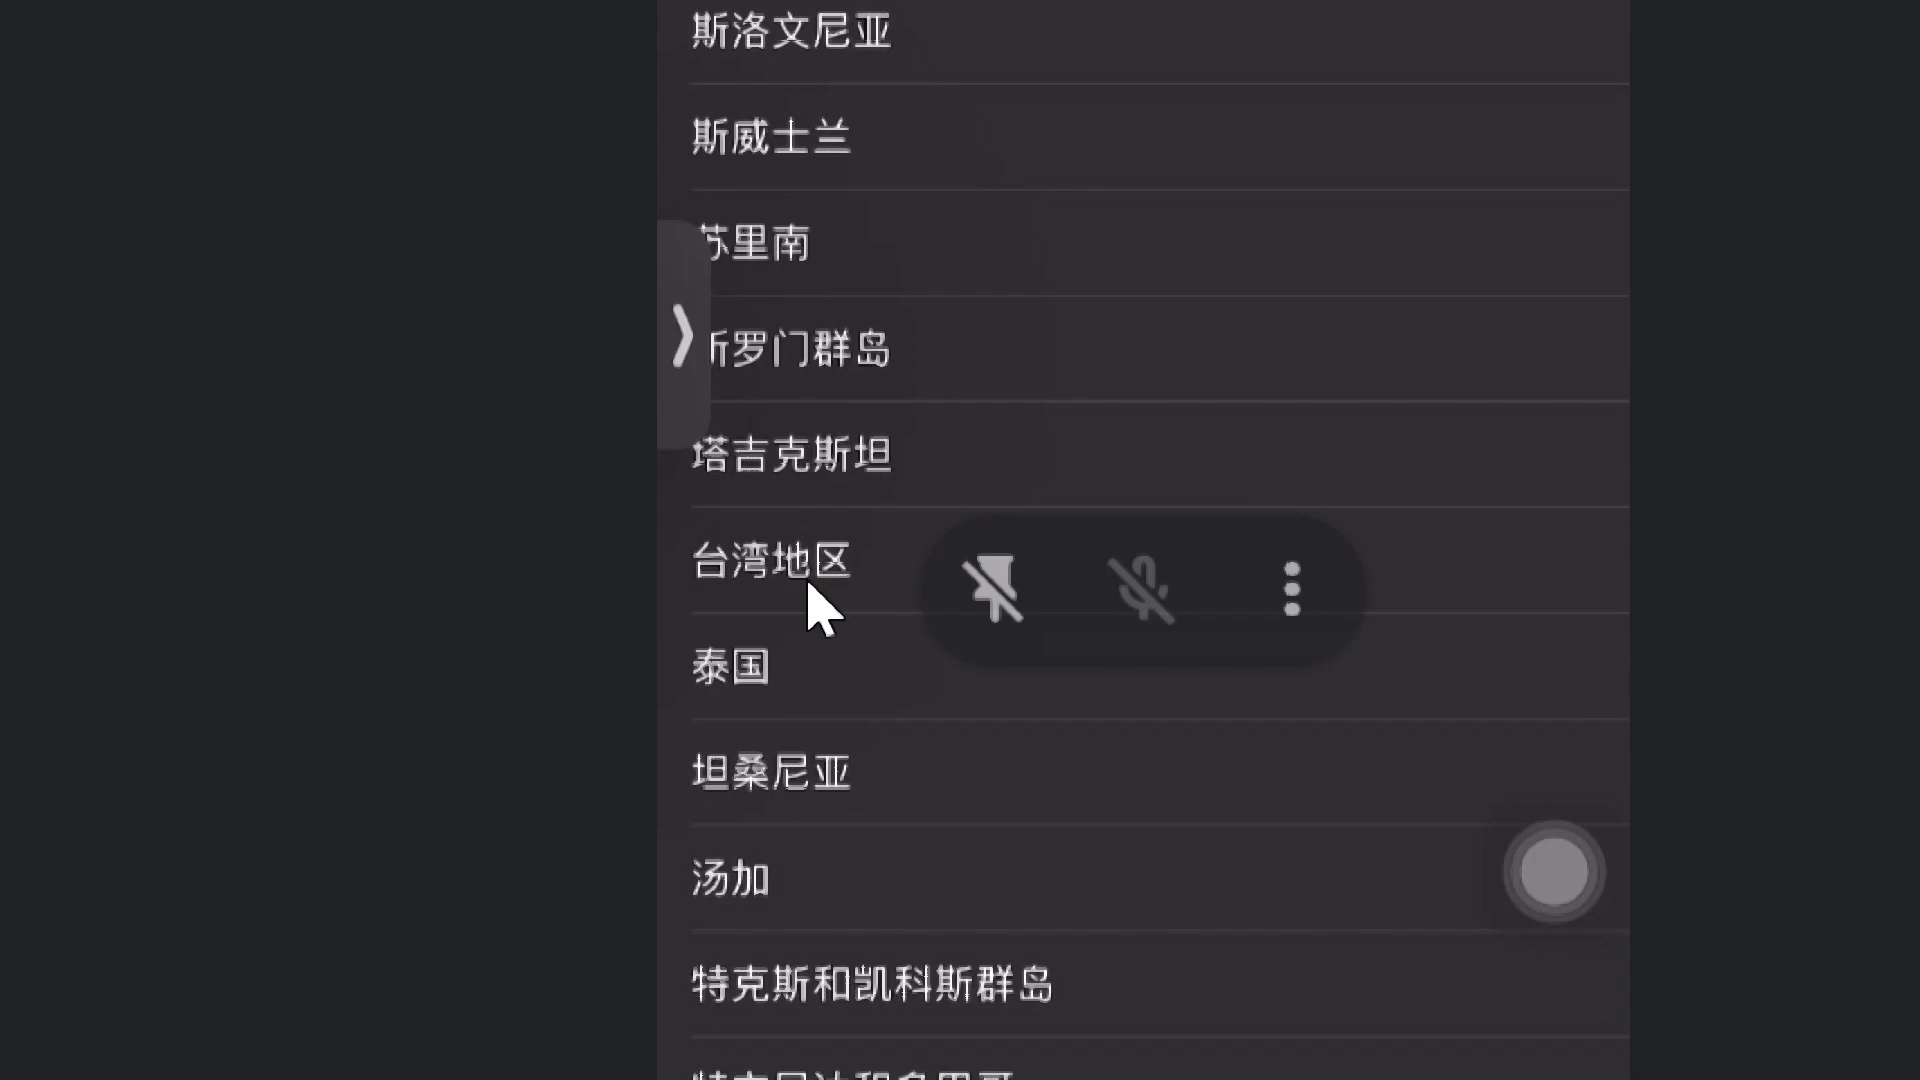 斯洛文尼亚
斯威士兰
苏里南
所罗门群岛
塔吉克斯坦
台湾地区
泰国
坦桑尼亚
汤加
特克斯和凯科斯群岛